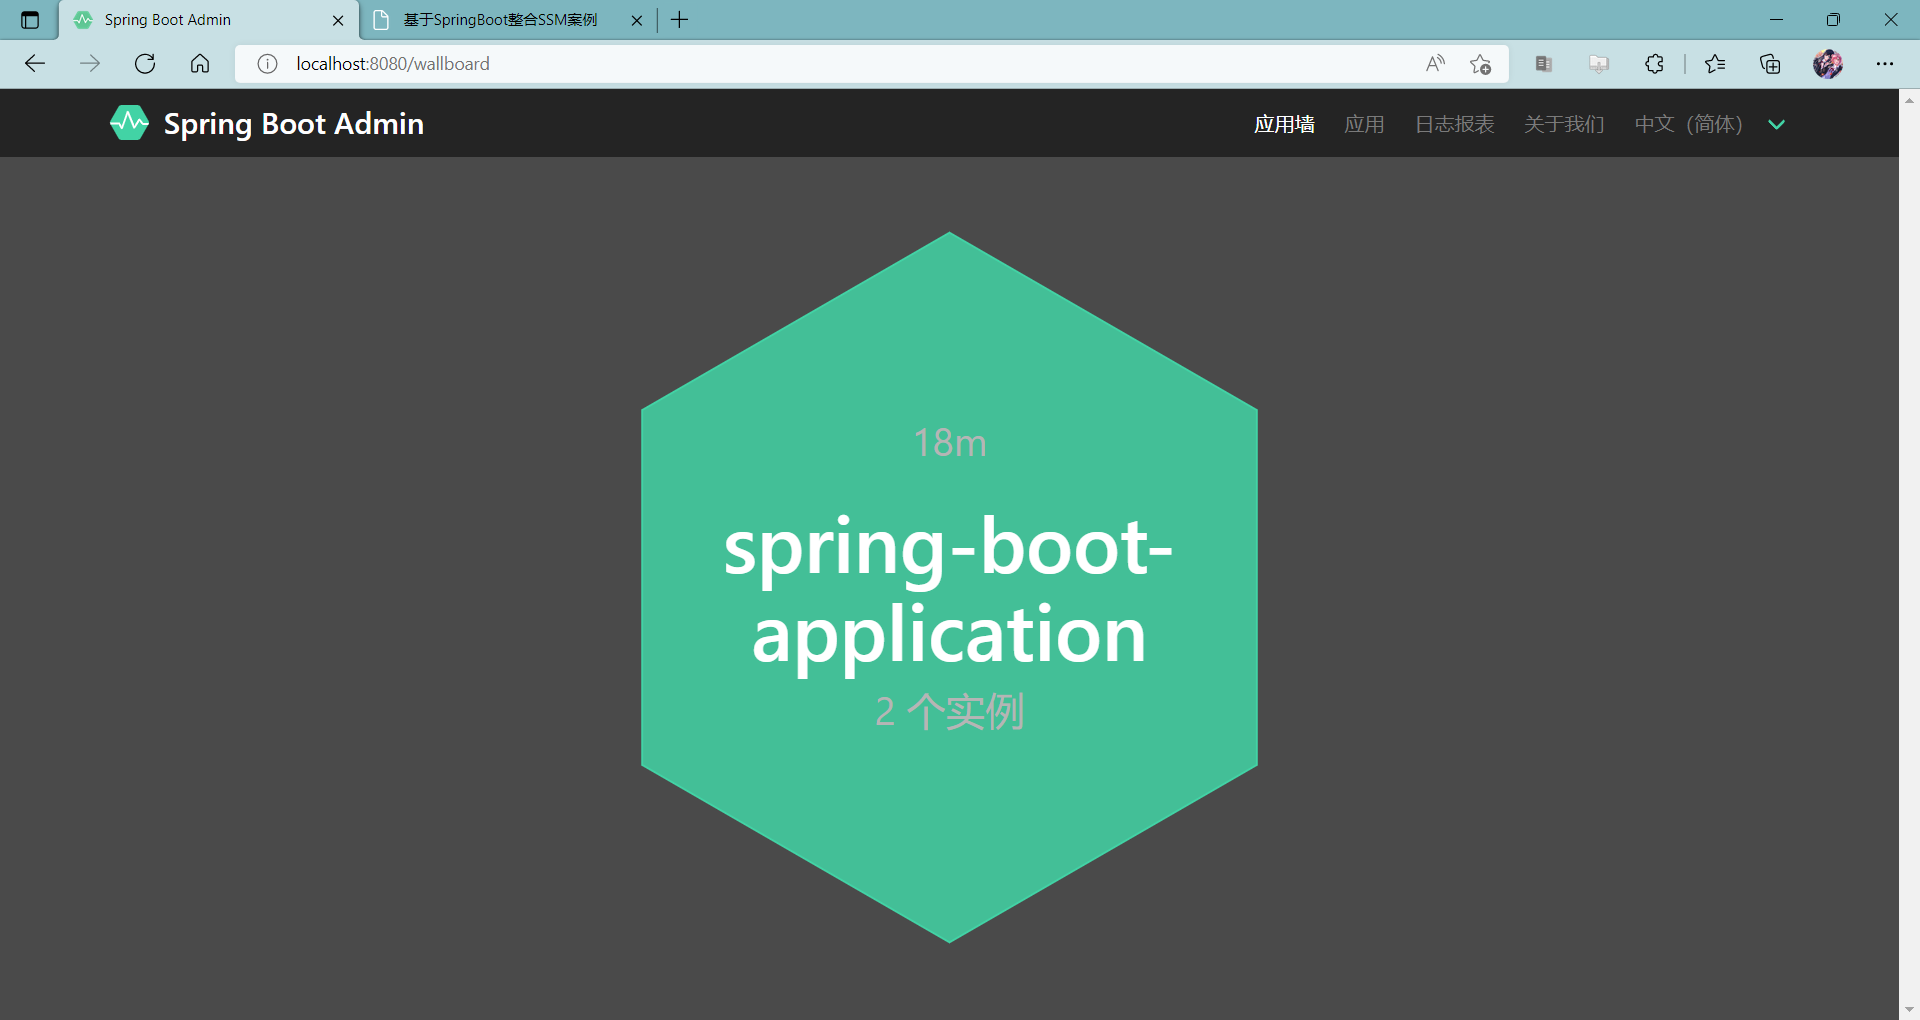 Spring Boot Admin
基于SpringBoot整合SSM案例
localhost:8080/wallboard
Spring Boot Admin
应用墙
应用
日志报表
关于我们
中文（简体）
18m
spring-boot-
application
2 个实例